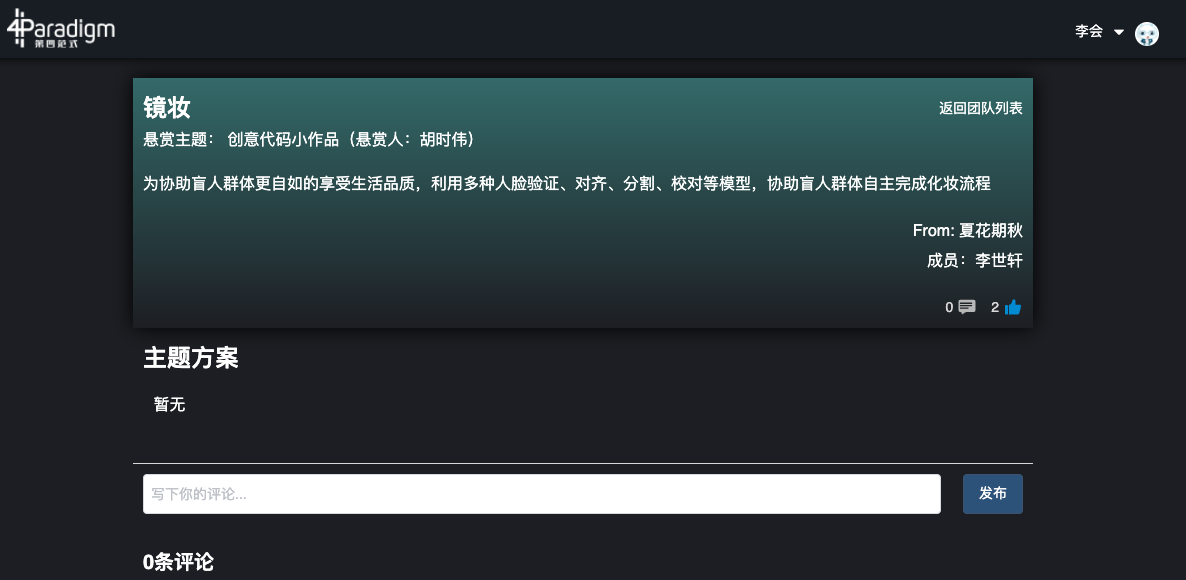 4Paradigm
第四范式
李会
镜妆
返回团队列表
悬赏主题： 创意代码小作品（悬赏人：胡时伟）
为协助盲人群体更自如的享受生活品质，利用多种人脸验证、对齐、分割、校对等模型，协助盲人群体自主完成化妆流程
From: 夏花期秋
成员：李世轩
0 2
主题方案
暂无
写下你的评论...
发布
0条评论